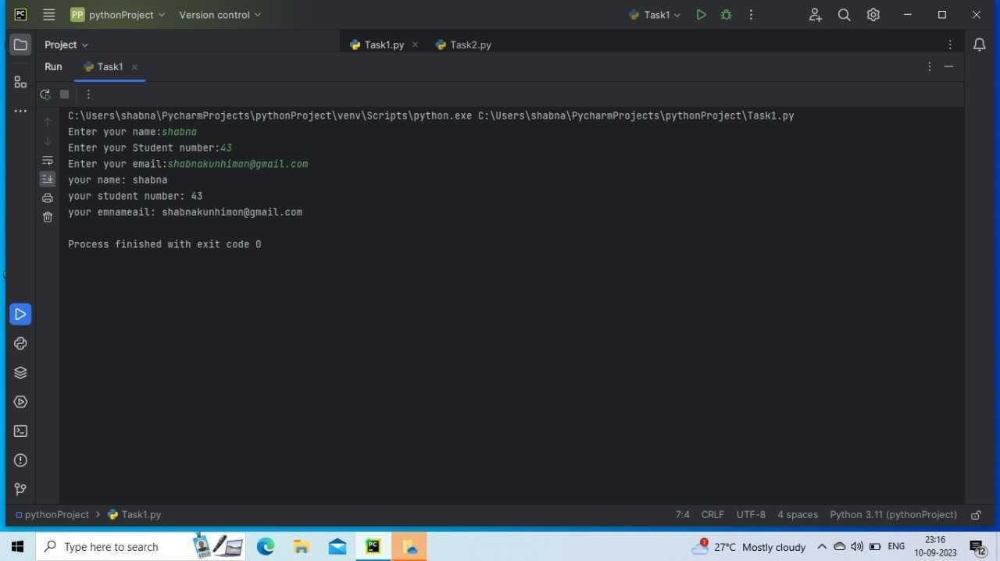 PC PP pythonProject Version control Task1
Project Task1.py Task2.py
Run Task1
C:\Users\shabna\PycharmProjects\pythonProject\venv\Scripts\python.exe C:\Users\shabna\PycharmProjects\pythonProject\Task1.py
Enter your name:shabna
Enter your Student number:43
Enter your email:shabnakunhimon@gmail.com
your name: shabna
your student number: 43
your emnameail: shabnakunhimon@gmail.com
Process finished with exit code 0
pythonProject > Task1.py 7:4 CRLF UTF-8 4 spaces Python 3.11 (pythonProject)
Type here to search PC 1 27°C Mostly cloudy ENG 23:16
10-09-2023 12